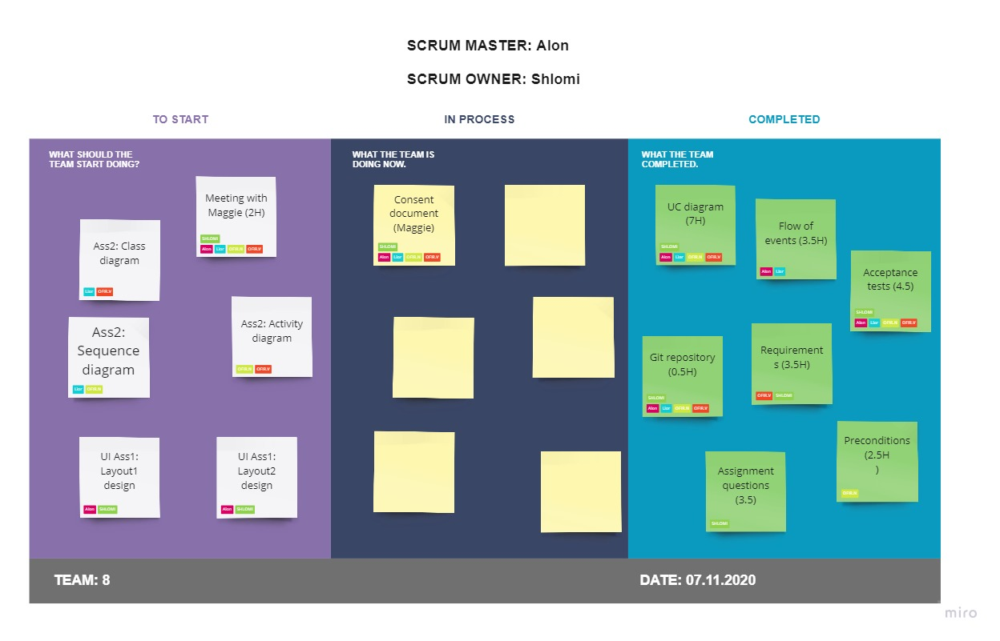 SCRUM MASTER: Alon
SCRUM OWNER: Shlomi
TO START
IN PROCESS
COMPLETED
WHAT SHOULD THE
TEAM START DOING?
Meeting with
Maggie (2H)
SHLOMI
Alon Lior OFIR.N OFIR.V
Ass2: Class
diagram
Lior OFIR.V
Ass2:
Sequence
diagram
Lior OFIR.N
Ass2: Activity
diagram
OFIR.N OFIR.V
UI Ass1:
Layout1
design
Alon SHLOMI
UI Ass1:
Layout2
design
Alon SHLOMI
WHAT THE TEAM IS
DOING NOW.
Consent
document
(Maggie)
SHLOMI
Alon Lior OFIR.N OFIR.V
WHAT THE TEAM
COMPLETED.
UC diagram
(7H)
SHLOMI
Alon Lior OFIR.N OFIR.V
Flow of
events (3.5H)
Alon Lior
Acceptance
tests (4.5)
SHLOMI
Alon Lior OFIR.N OFIR.V
Git repository
(0.5H)
SHLOMI
Alon Lior OFIR.N OFIR.V
Requirement
s (3.5H)
OFIR.V SHLOMI
Preconditions
(2.5H
)
OFIR.N
Assignment
questions
(3.5)
SHLOMI
TEAM: 8
DATE: 07.11.2020
miro